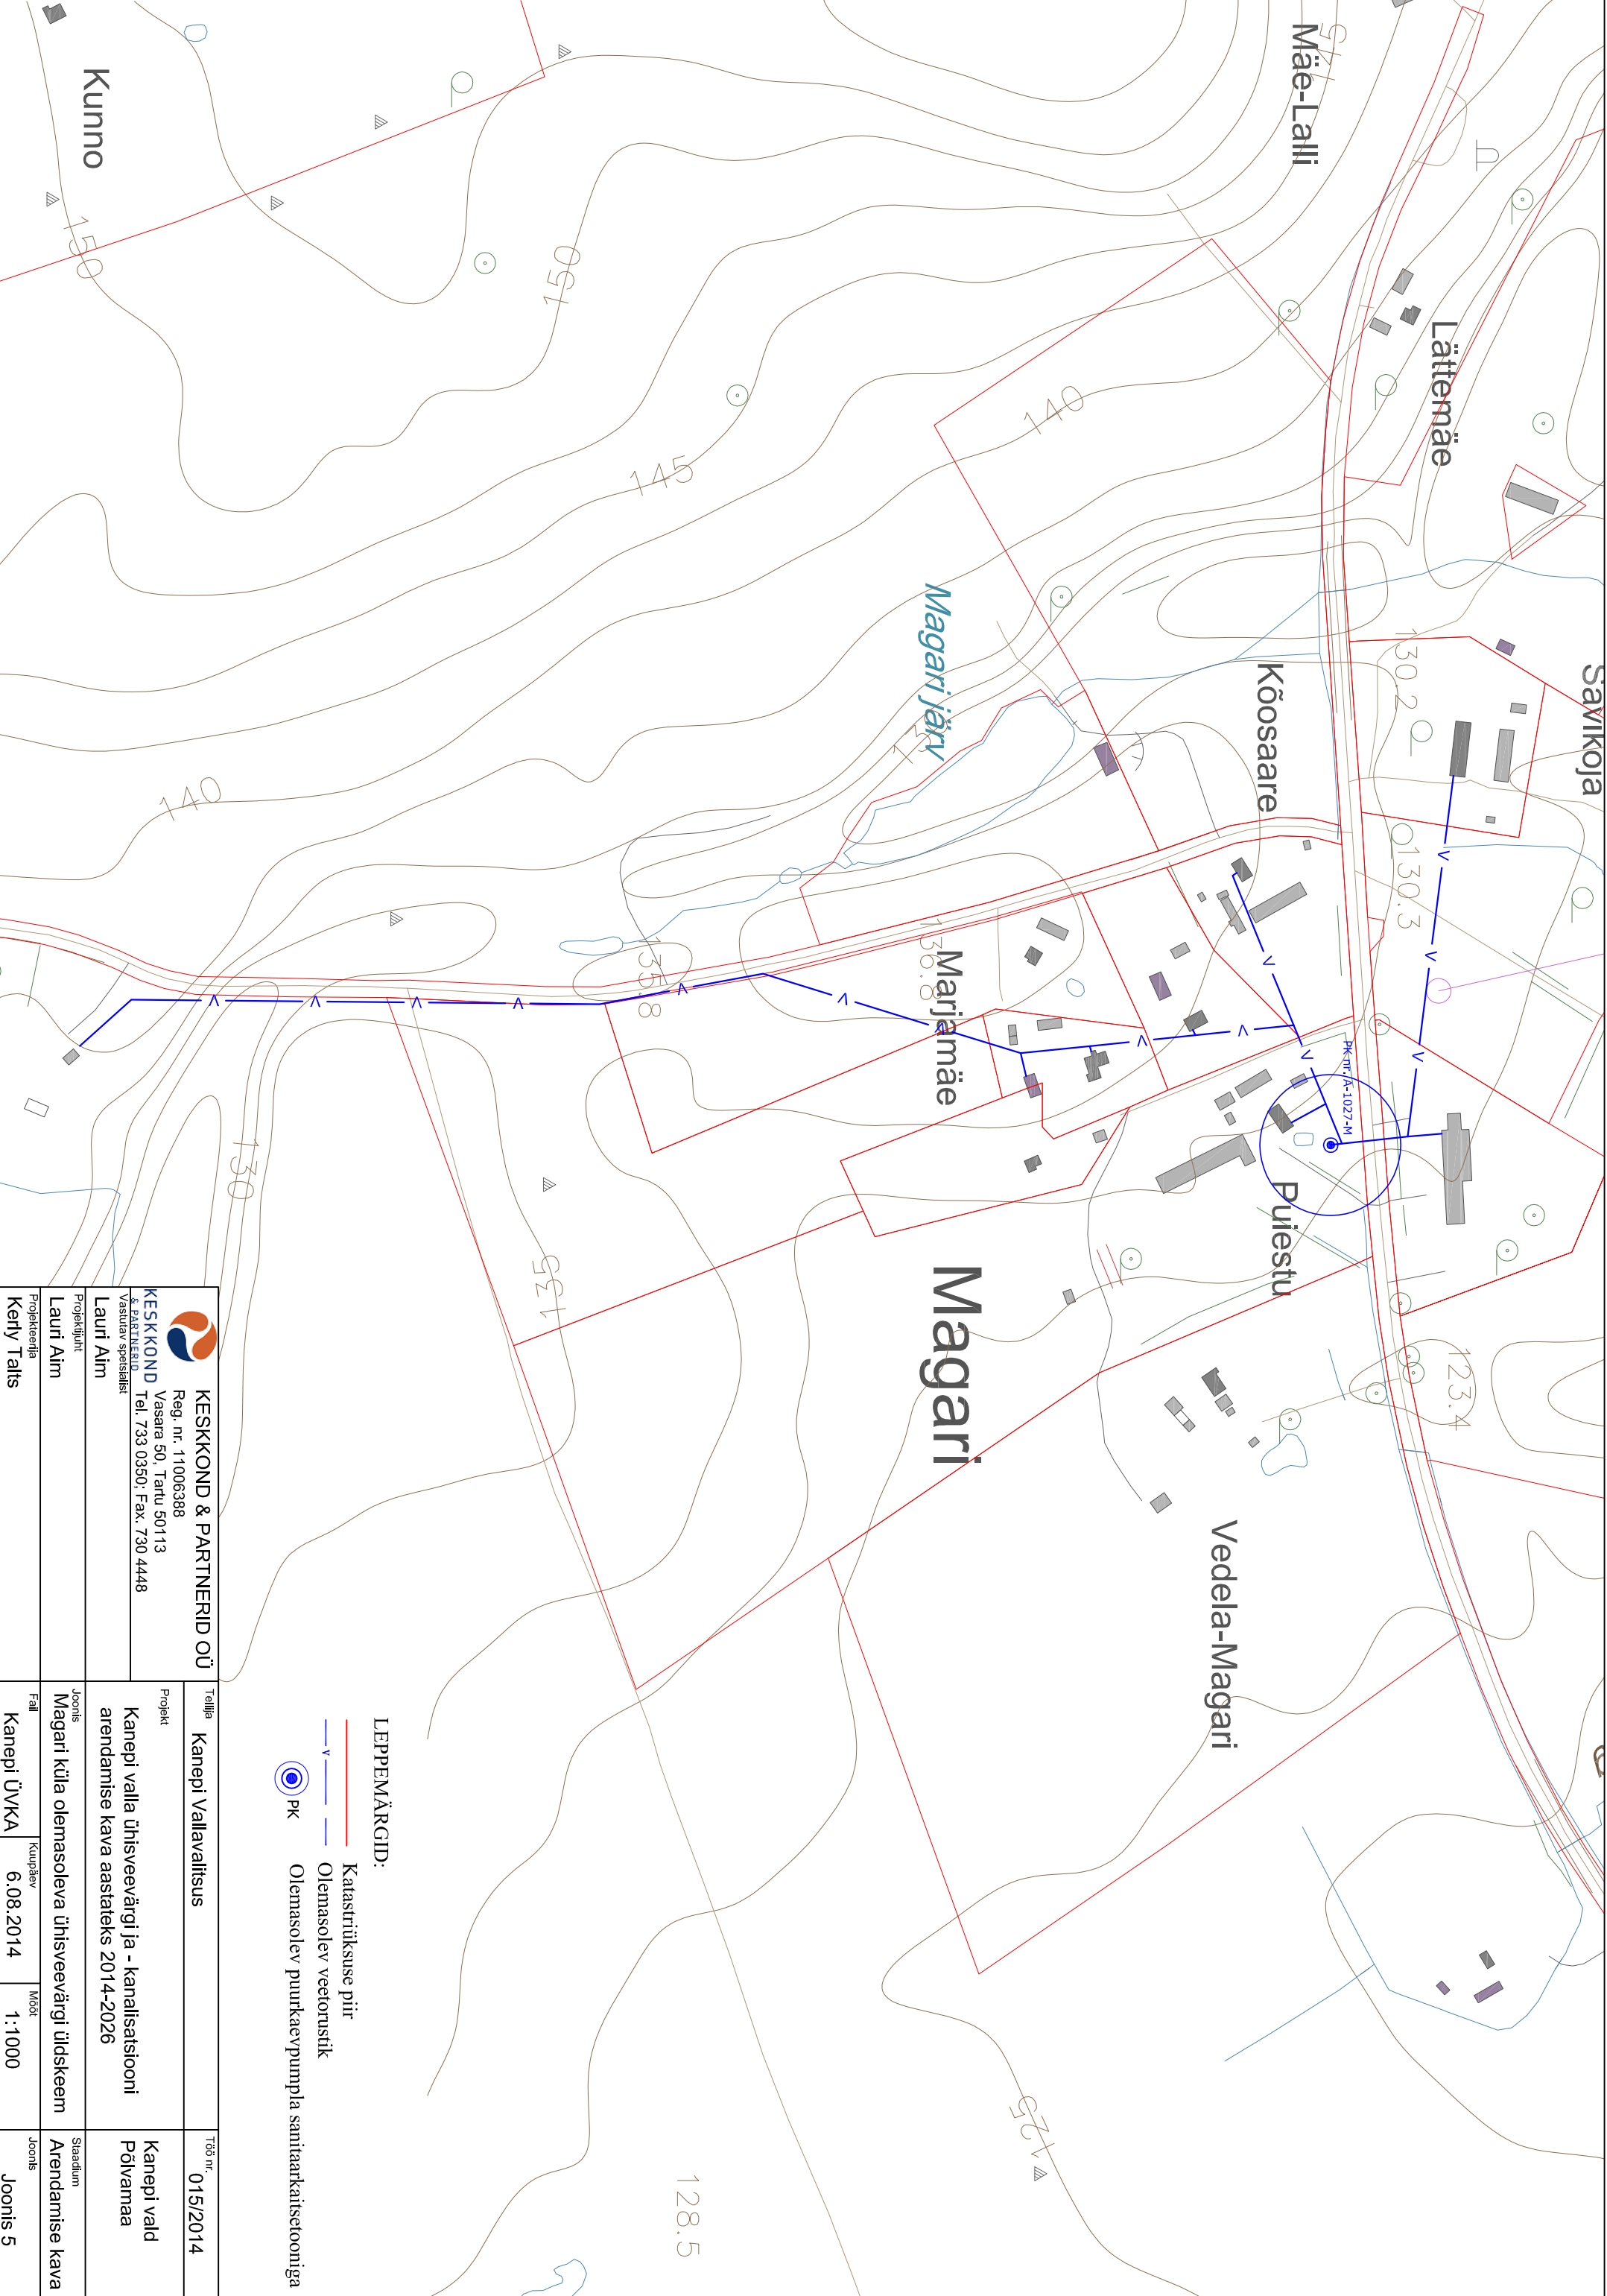 Savikoja
Lättemäe
Mäe-Lalli
Kõosaare
Puiestu
Vedela-Magari
Magari järv
Marjamäe
Magari
Kunno
PK nr. A-1027-M
130.2
130.3
123.4
136.8
135.8
128.5
145
140
145
150
150
140
130
135
125
LEPPEMÄRGID:
Katastriüksuse piir
Olemasolev veetorustik
PK Olemasolev puurkaevpumpla sanitaarkaitsetsooniga
KESKKOND
& PARTNERID
KESKKOND & PARTNERID OÜ
Reg. nr. 11006388
Vasara 50, Tartu 50113
Tel. 733 0350; Fax. 730 4448
Vastutav spetsialist
Lauri Aim
Projektijuht
Lauri Aim
Projekteerija
Kerly Talts
Tellija Kanepi Vallavalitsus
Töö nr. 015/2014
Projekt
Kanepi valla ühisveevärgi ja - kanalisatsiooni
arendamise kava aastateks 2014-2026
Kanepi vald
Põlvamaa
Joonis
Magari küla olemasoleva ühisveevärgi üldskeem
Staadium
Arendamise kava
Fail
Kanepi ÜVKA
Kuupäev
6.08.2014
Mõõt
1:1000
Joonis
Joonis 5